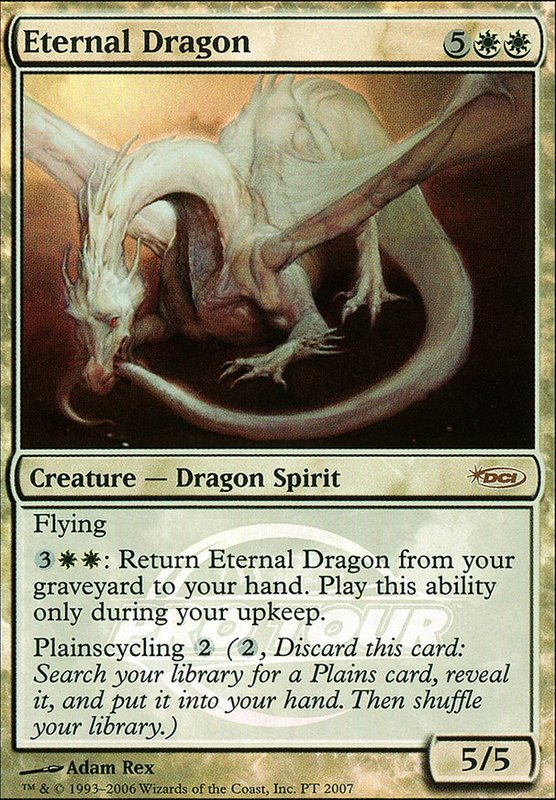 Eternal Dragon 5
Creature — Dragon Spirit DCI
Flying
3: Return Eternal Dragon from your
graveyard to your hand. Play this ability
only during your upkeep.
PRO TOUR
Plainscycling 2 (2, Discard this card:
Search your library for a Plains card, reveal
it, and put it into your hand. Then shuffle
your library.)
5/5
Adam Rex
™ & © 1993–2006 Wizards of the Coast, Inc. PT 2007